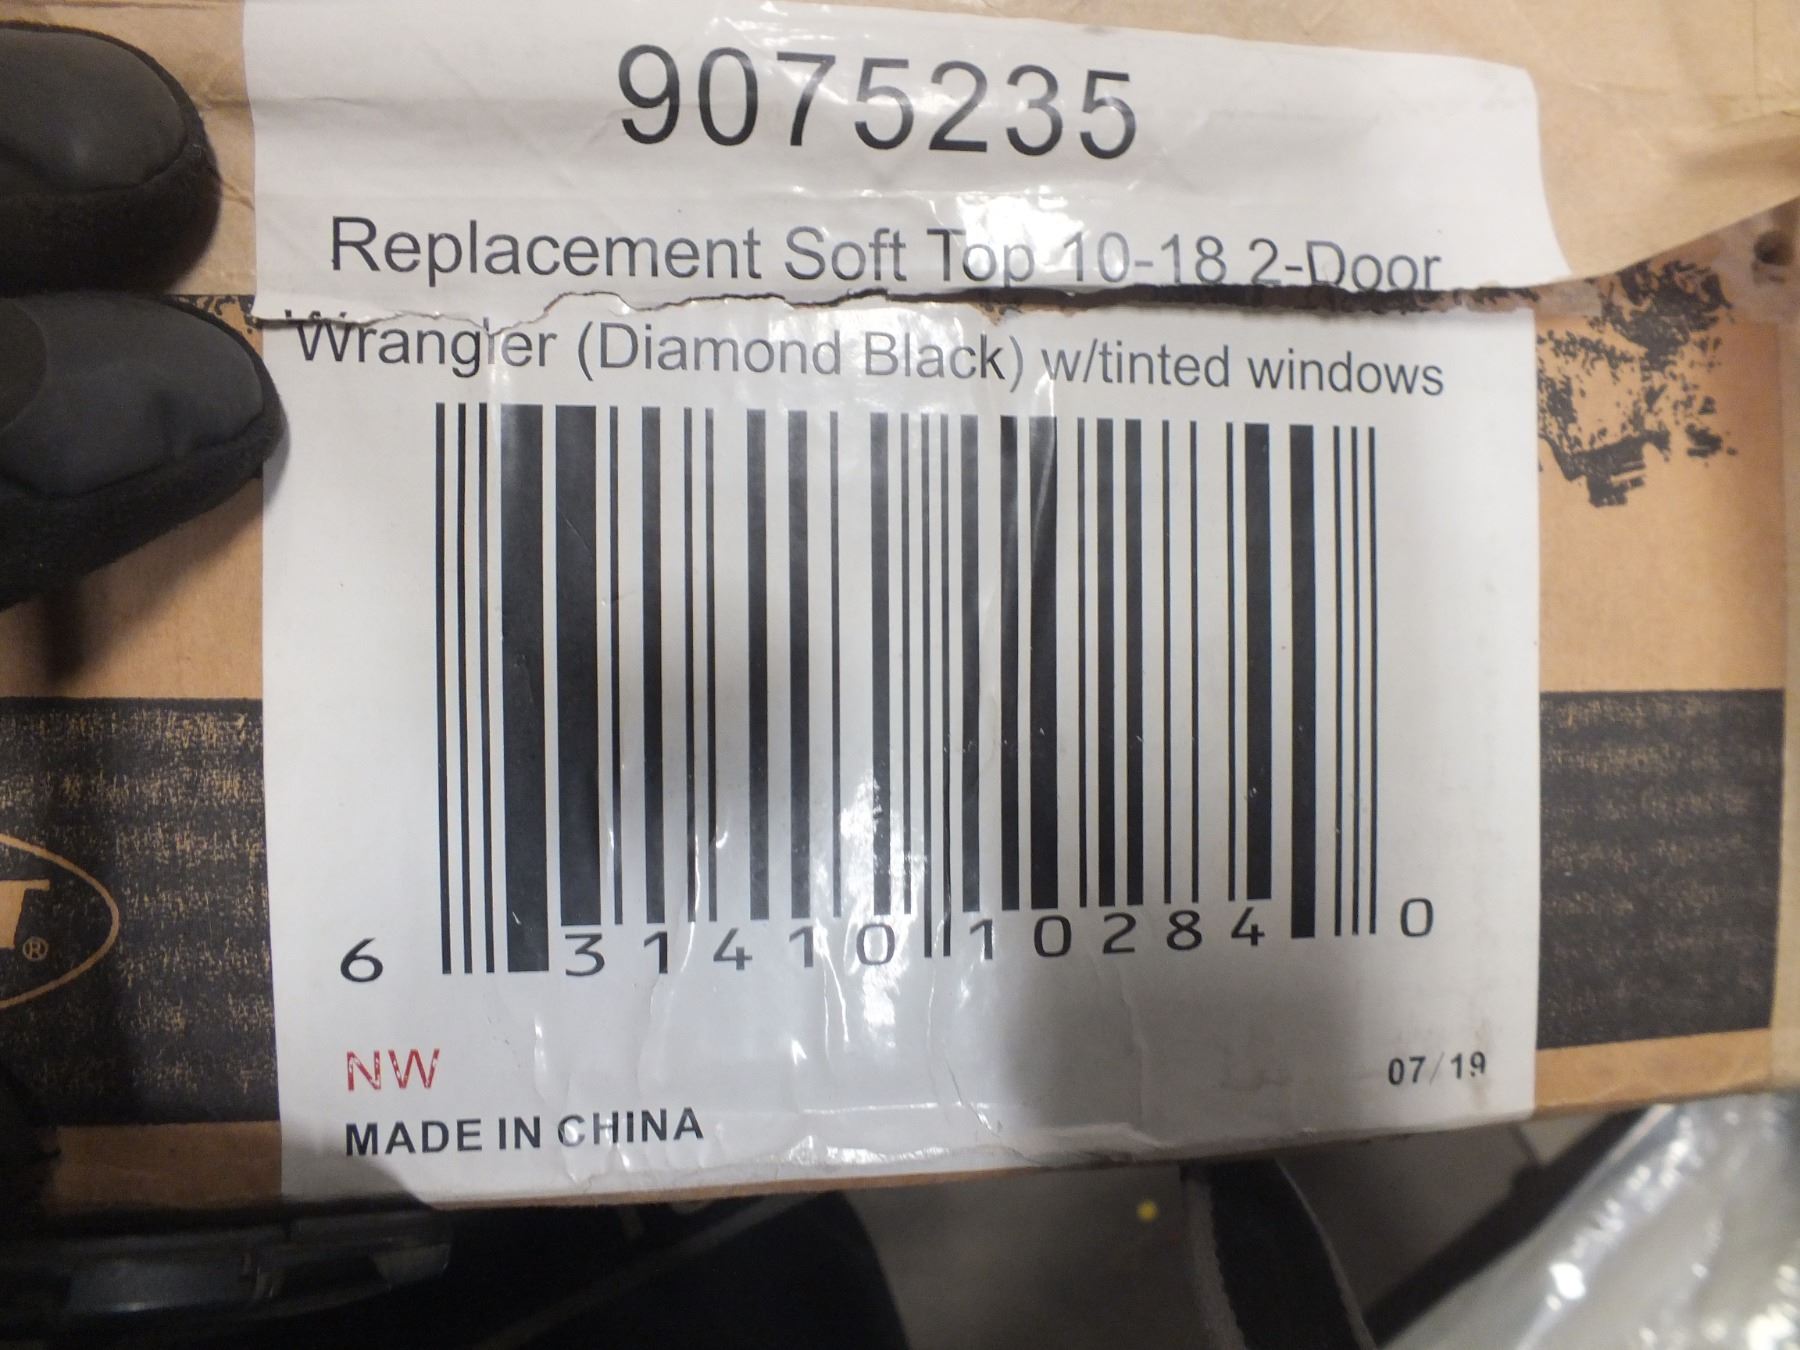 9075235
Replacement Soft Top 10-18 2-Door
Wrangler (Diamond Black) w/tinted windows
6 31410 10284 0
NW
07/19
MADE IN CHINA
®